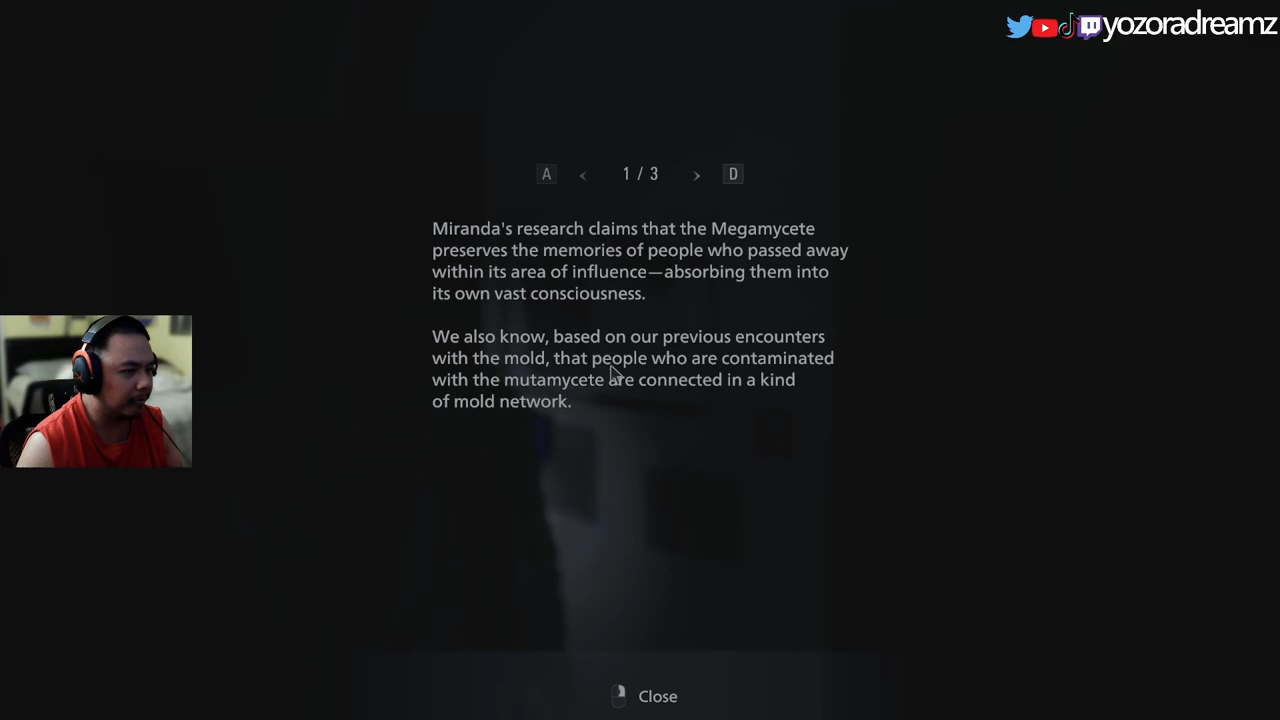 yozoradreamz
A < 1 / 3 > D
Miranda's research claims that the Megamycete
preserves the memories of people who passed away
within its area of influence—absorbing them into
its own vast consciousness.
We also know, based on our previous encounters
with the mold, that people who are contaminated
with the mutamycete are connected in a kind
of mold network.
Close